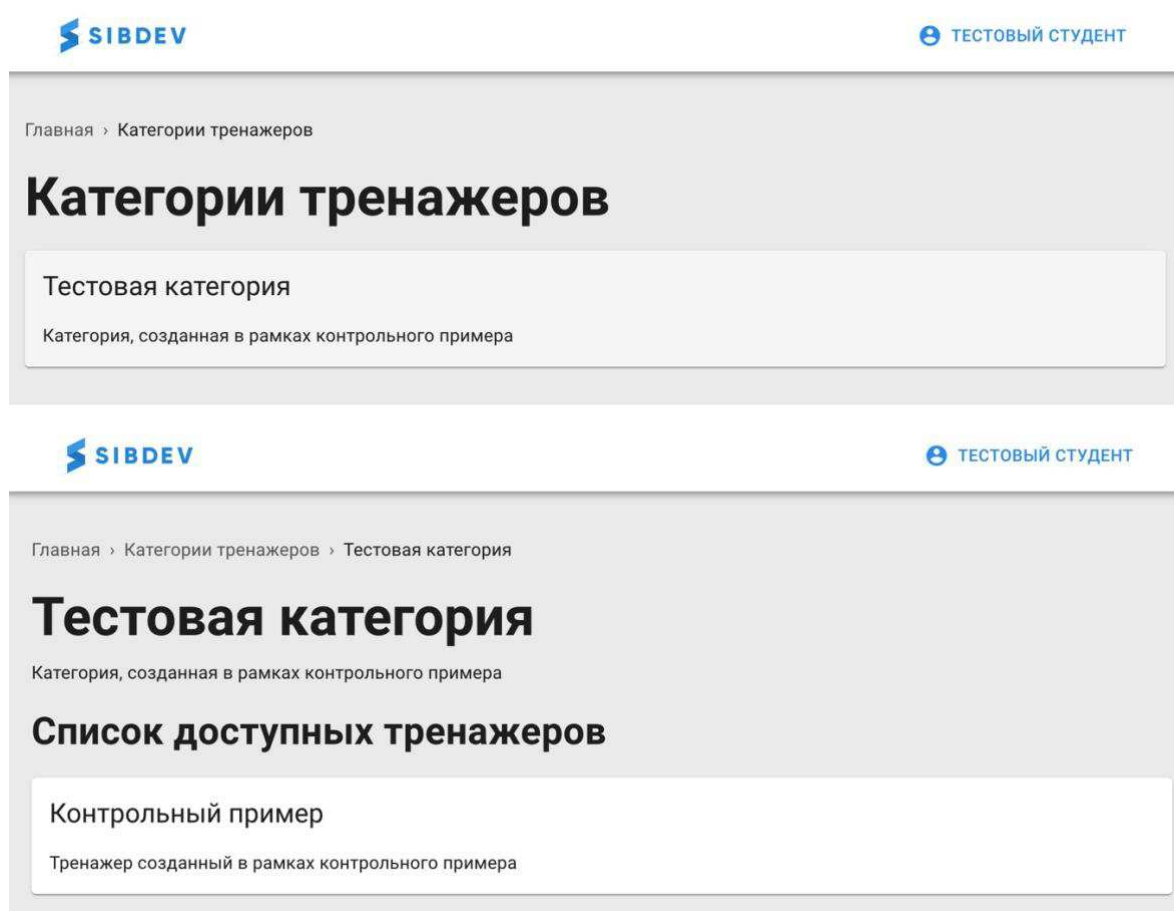 SIBDEV
ТЕСТОВЫЙ СТУДЕНТ
Главная › Категории тренажеров
Категории тренажеров
Тестовая категория
Категория, созданная в рамках контрольного примера
SIBDEV
ТЕСТОВЫЙ СТУДЕНТ
Главная › Категории тренажеров › Тестовая категория
Тестовая категория
Категория, созданная в рамках контрольного примера
Список доступных тренажеров
Контрольный пример
Тренажер созданный в рамках контрольного примера